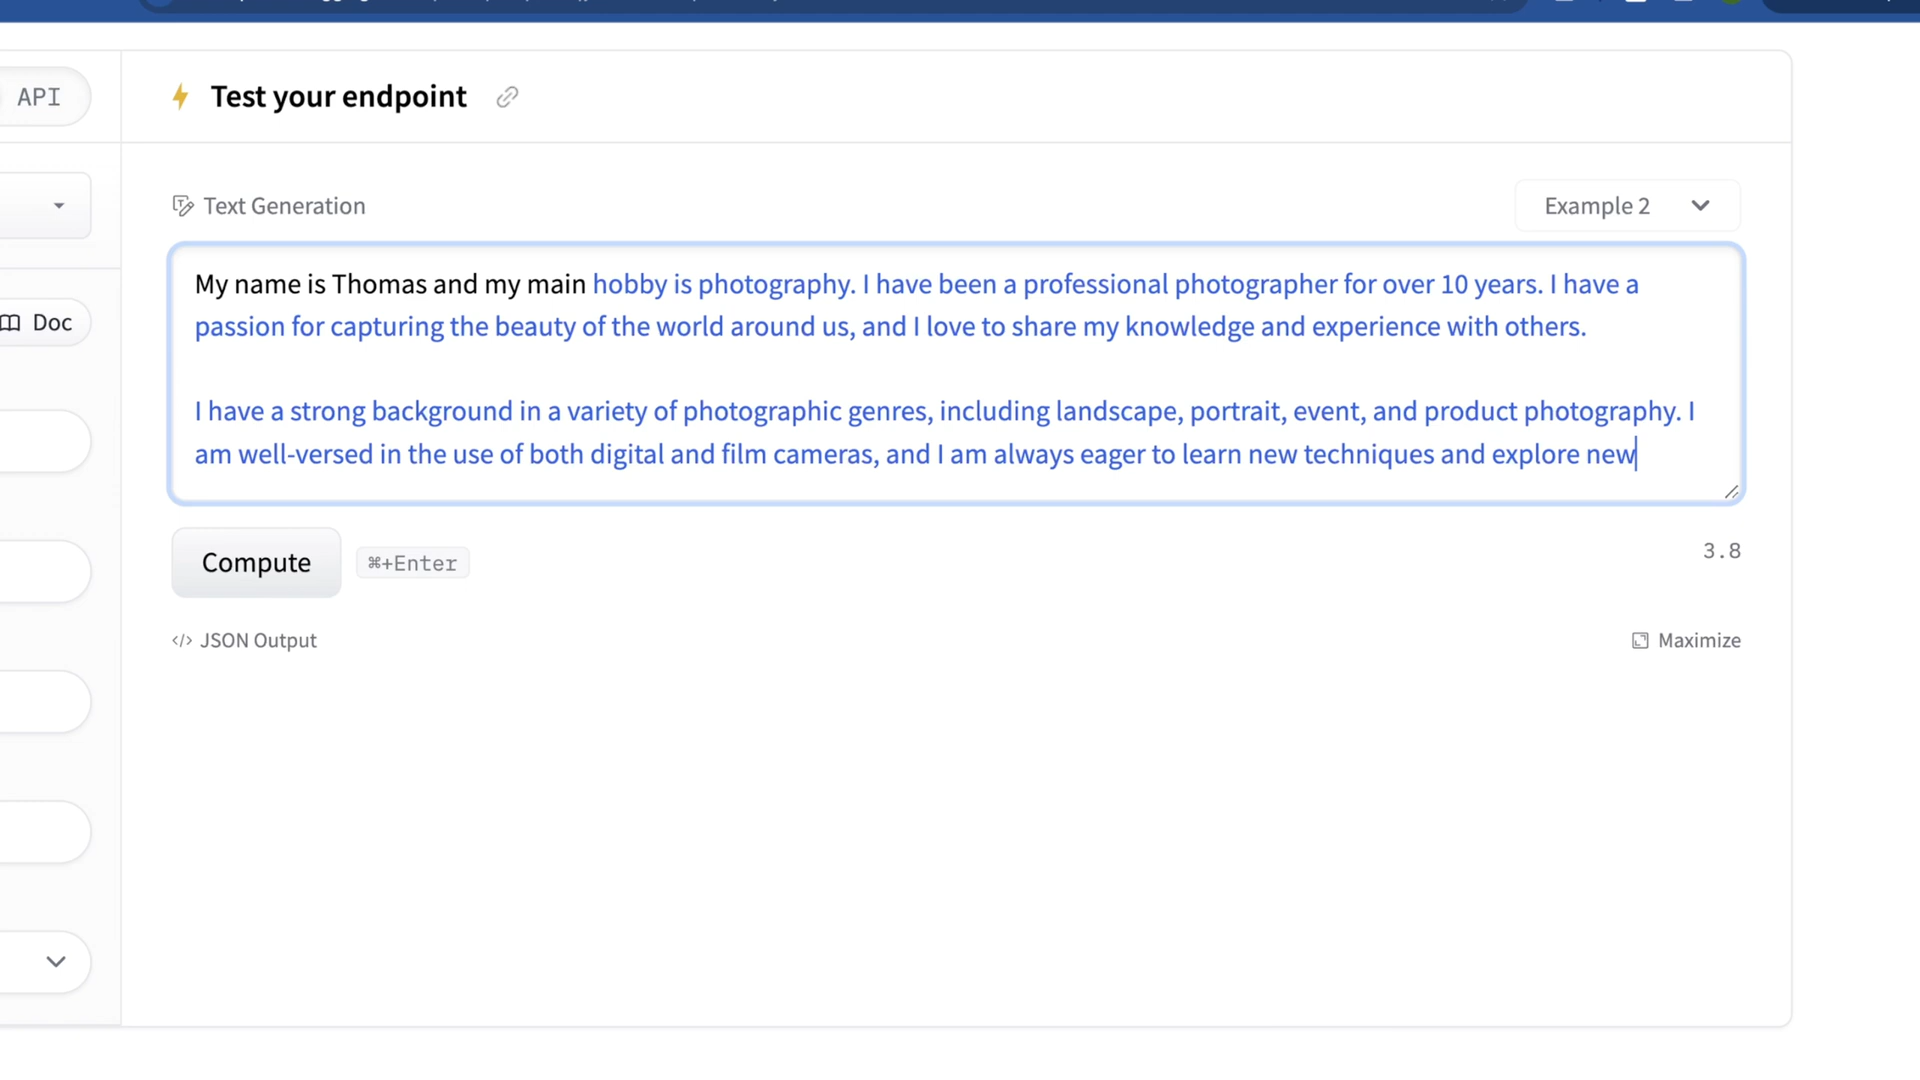 API
Test your endpoint
Text Generation
Example 2
My name is Thomas and my main hobby is photography. I have been a professional photographer for over 10 years. I have a
passion for capturing the beauty of the world around us, and I love to share my knowledge and experience with others.
Doc
I have a strong background in a variety of photographic genres, including landscape, portrait, event, and product photography. I
am well-versed in the use of both digital and film cameras, and I am always eager to learn new techniques and explore new
Compute
⌘+Enter
3.8
</> JSON Output
Maximize